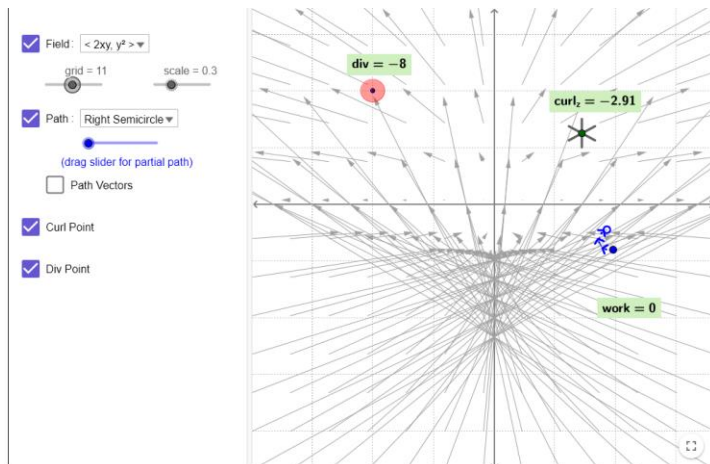 Field: < 2xy, y² >
grid = 11
scale = 0.3
Path: Right Semicircle
(drag slider for partial path)
Path Vectors
Curl Point
Div Point
div = −8
curl_z = −2.91
work = 0